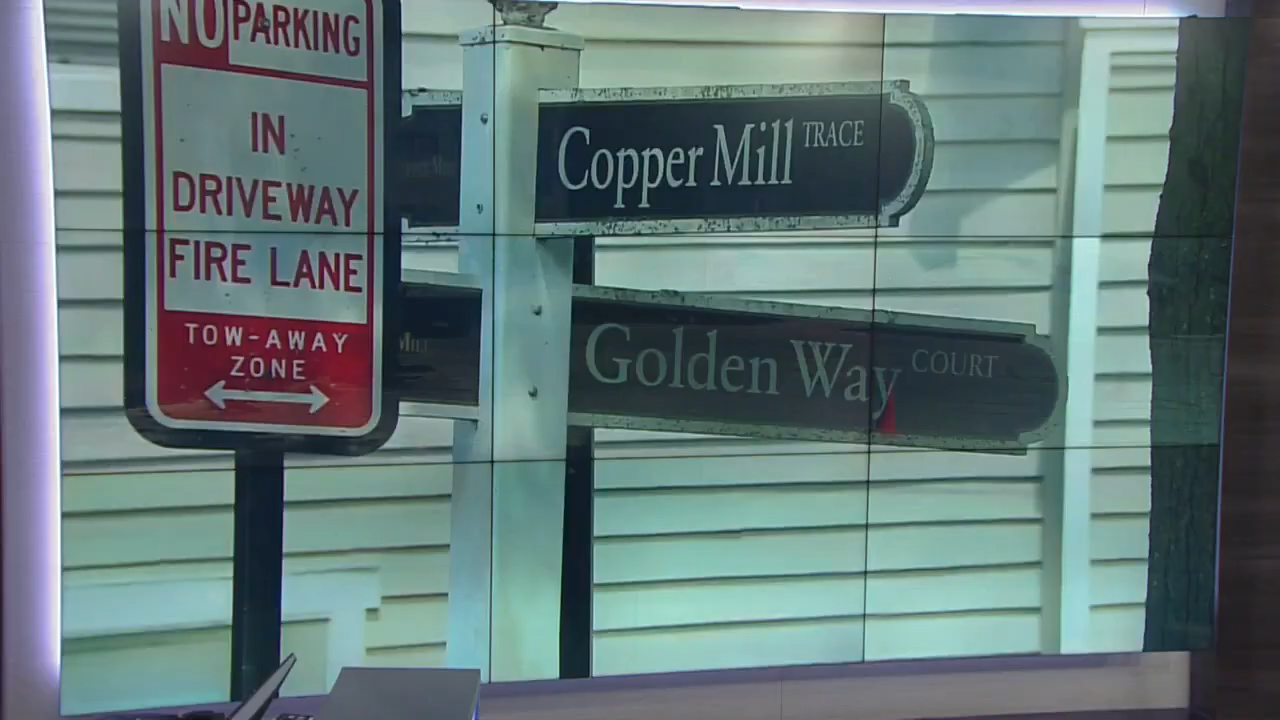 NO PARKING
IN
DRIVEWAY
FIRE LANE
TOW-AWAY
ZONE
Copper Mill TRACE
Golden Way COURT